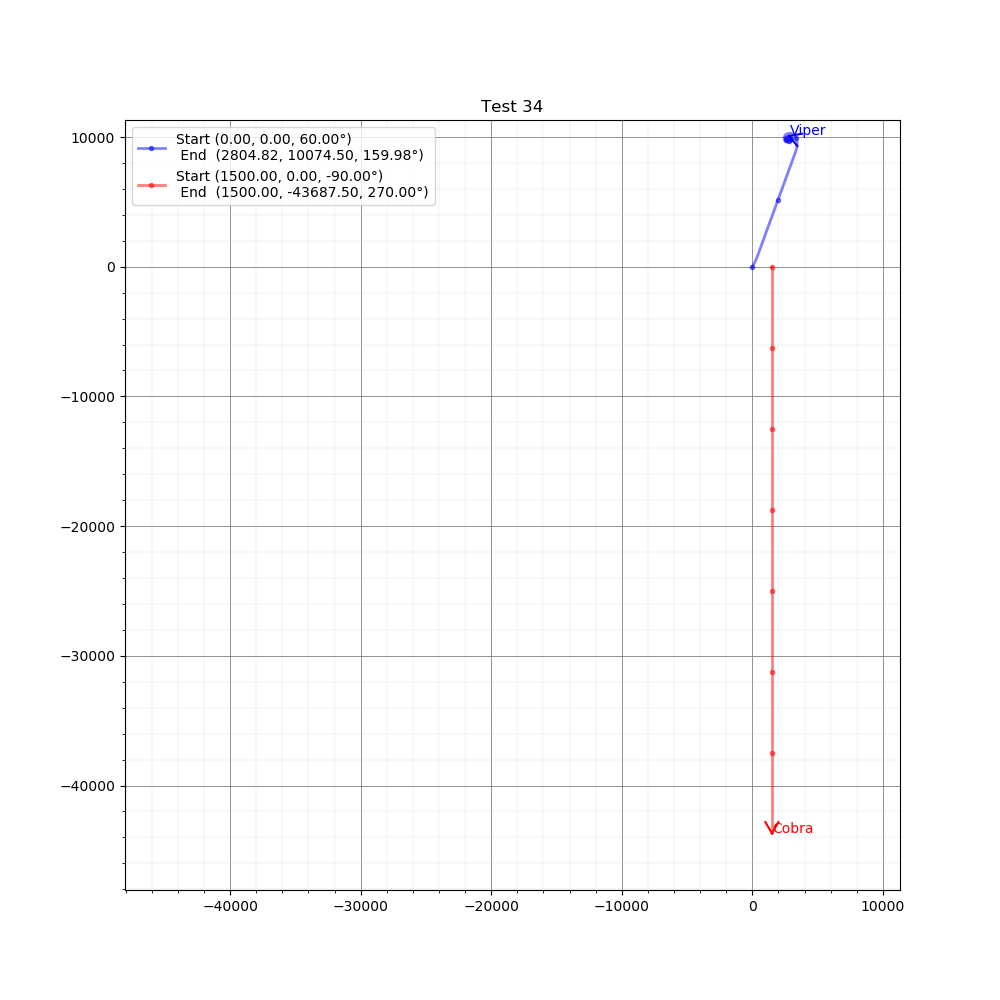 Test 34
Start (0.00, 0.00, 60.00°)
End (2804.82, 10074.50, 159.98°)
Start (1500.00, 0.00, -90.00°)
End (1500.00, -43687.50, 270.00°)
Viper
Cobra
10000
0
−10000
−20000
−30000
−40000
−40000
−30000
−20000
−10000
0
10000